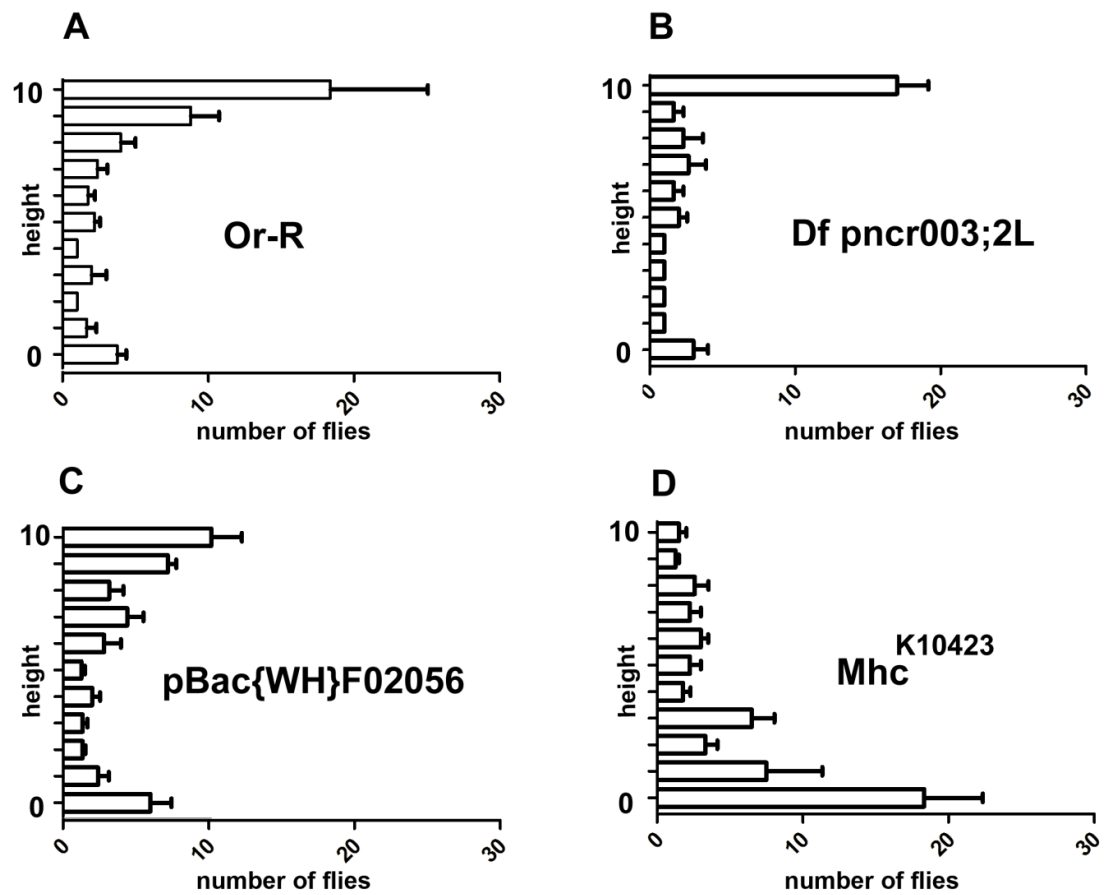 A
10
height
Or-R
0
0 10 20 30
number of flies
B
10
height
Df pncr003;2L
0
0 10 20 30
number of flies
C
10
height
pBac{WH}F02056
0
0 10 20 30
number of flies
D
10
height
Mhc^K10423
0
0 10 20 30
number of flies